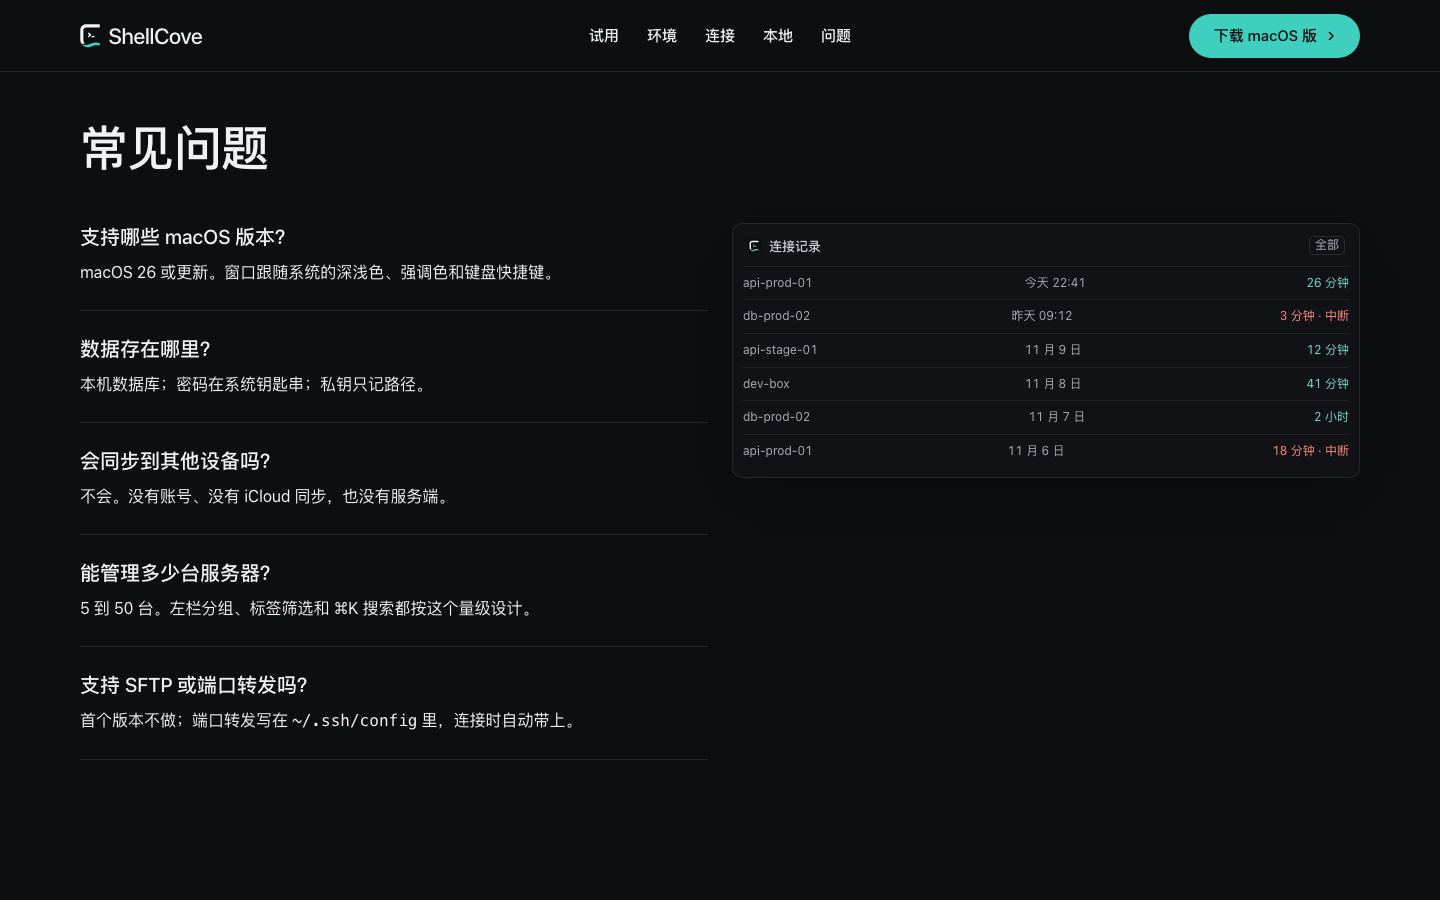 ShellCove
试用 环境 连接 本地 问题
下载 macOS 版
常见问题
支持哪些 macOS 版本?
macOS 26 或更新。窗口跟随系统的深浅色、强调色和键盘快捷键。
数据存在哪里?
本机数据库；密码在系统钥匙串；私钥只记路径。
会同步到其他设备吗?
不会。没有账号、没有 iCloud 同步，也没有服务端。
能管理多少台服务器?
5 到 50 台。左栏分组、标签筛选和 ⌘K 搜索都按这个量级设计。
支持 SFTP 或端口转发吗?
首个版本不做；端口转发写在 ~/.ssh/config 里，连接时自动带上。
连接记录 全部
api-prod-01 今天 22:41 26 分钟
db-prod-02 昨天 09:12 3 分钟 · 中断
api-stage-01 11 月 9 日 12 分钟
dev-box 11 月 8 日 41 分钟
db-prod-02 11 月 7 日 2 小时
api-prod-01 11 月 6 日 18 分钟 · 中断